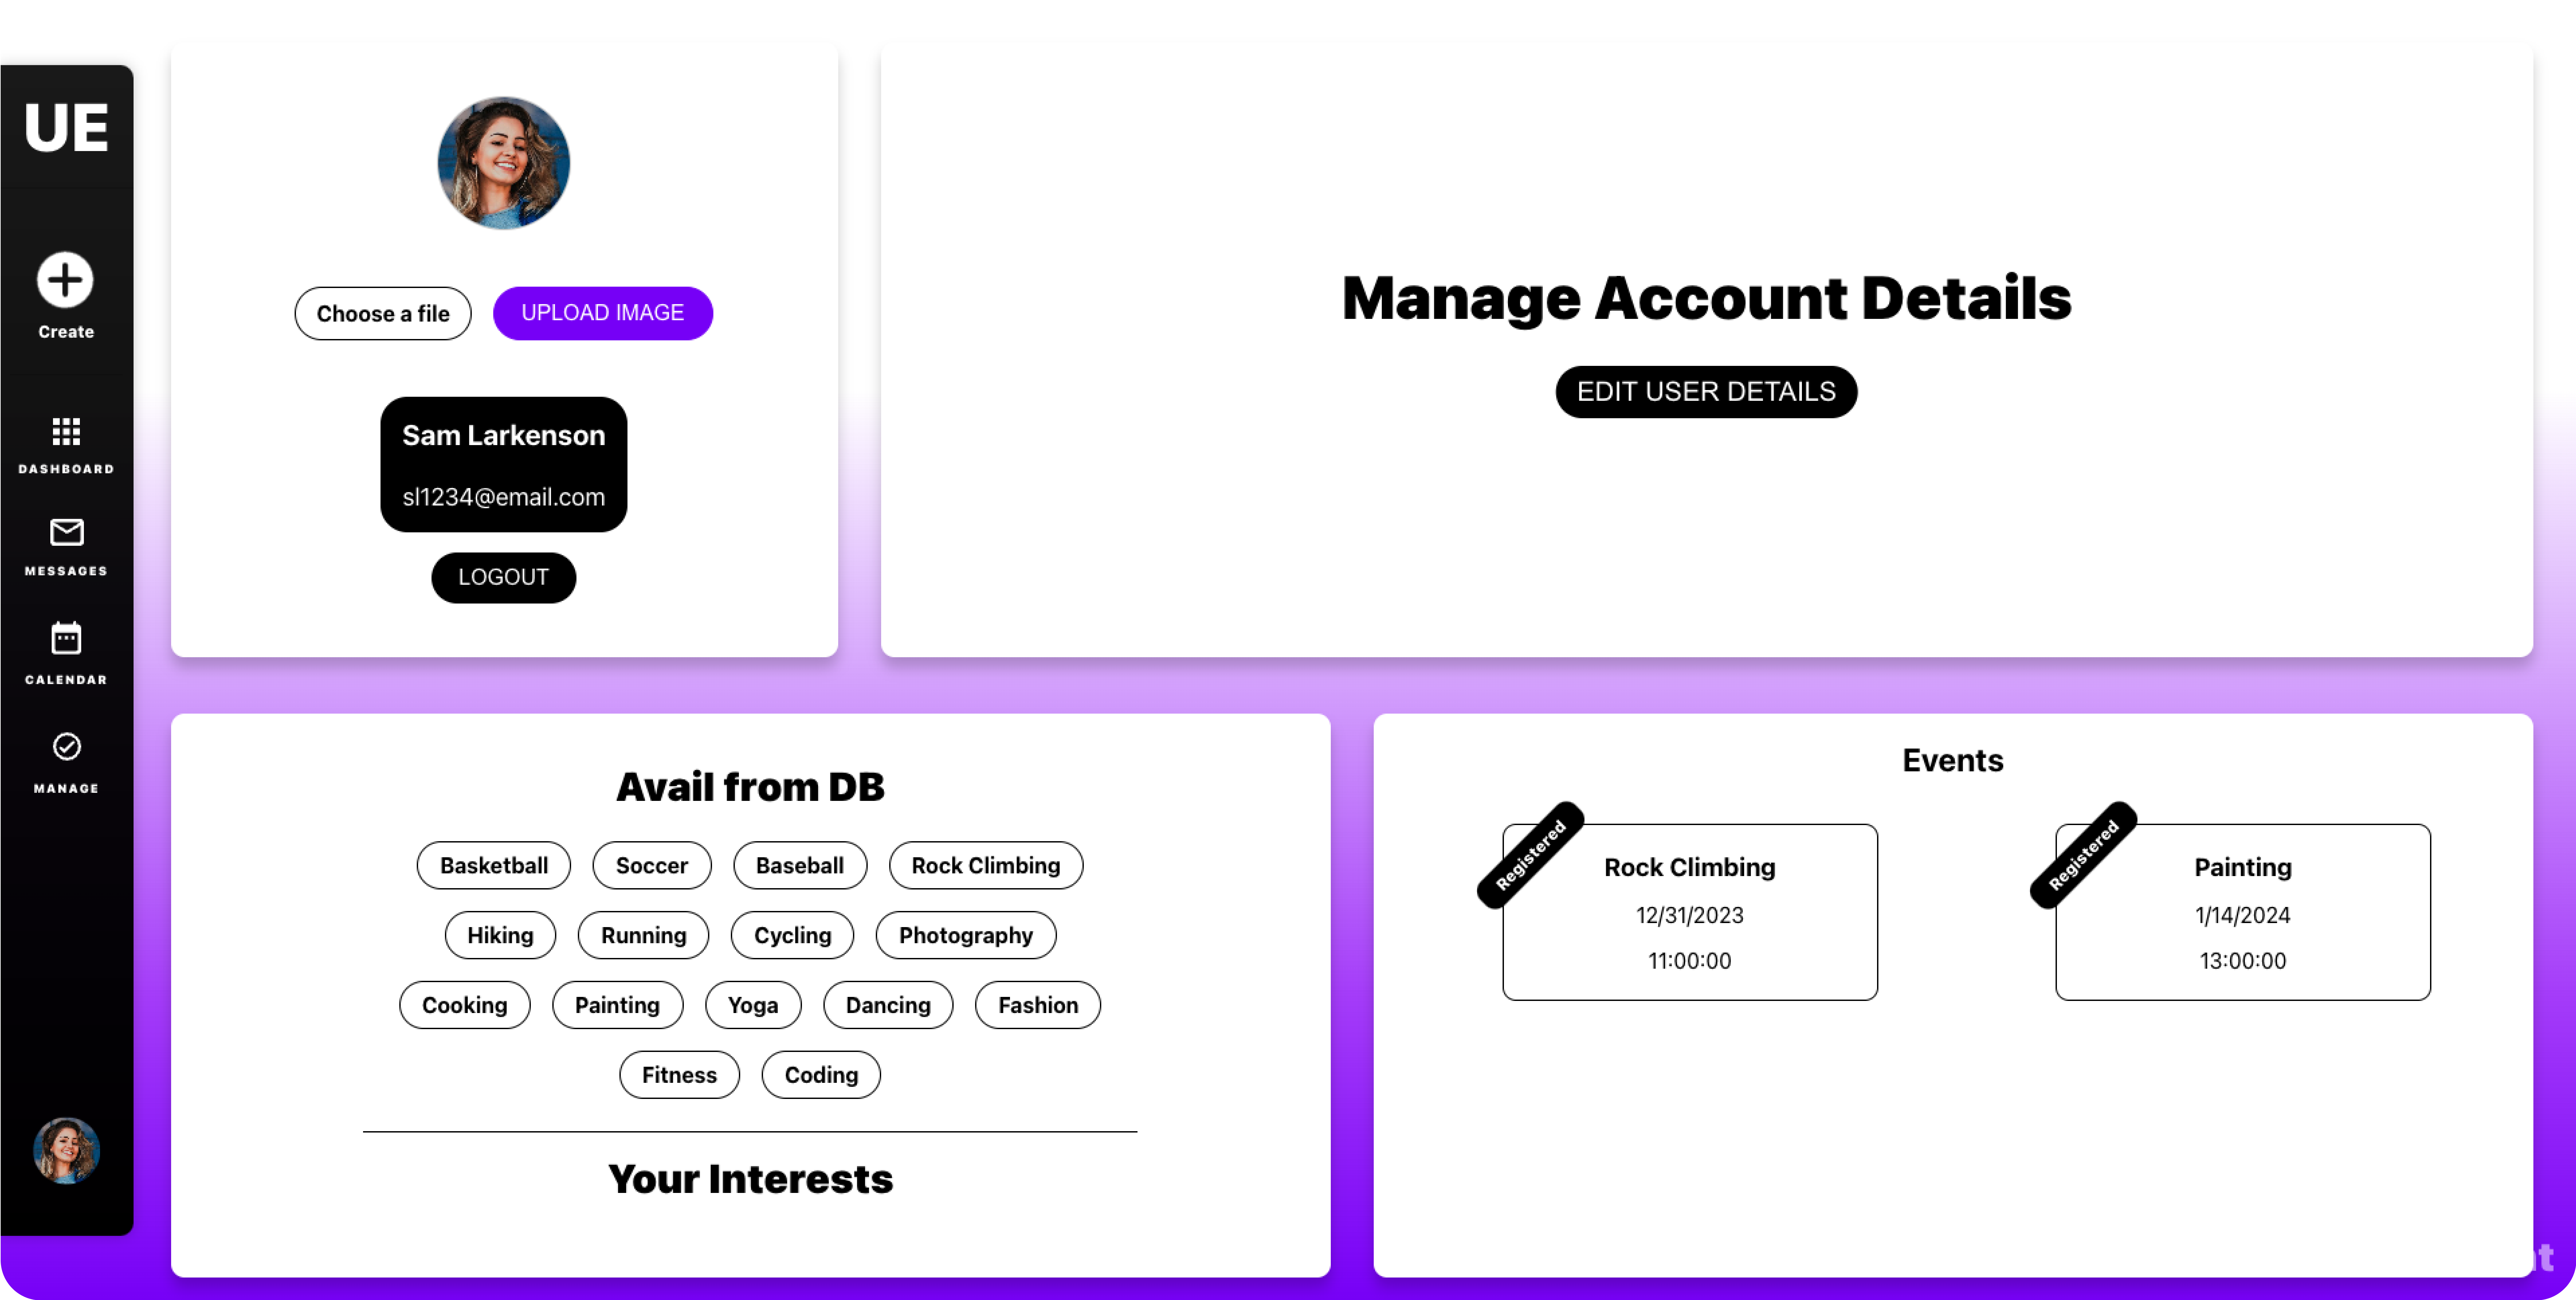 UE
Create
DASHBOARD
MESSAGES
CALENDAR
MANAGE
Choose a file
UPLOAD IMAGE
Sam Larkenson
sl1234@email.com
LOGOUT
Manage Account Details
EDIT USER DETAILS
Avail from DB
Basketball Soccer Baseball Rock Climbing
Hiking Running Cycling Photography
Cooking Painting Yoga Dancing Fashion
Fitness Coding
Your Interests
Events
Registered
Rock Climbing
12/31/2023
11:00:00
Registered
Painting
1/14/2024
13:00:00